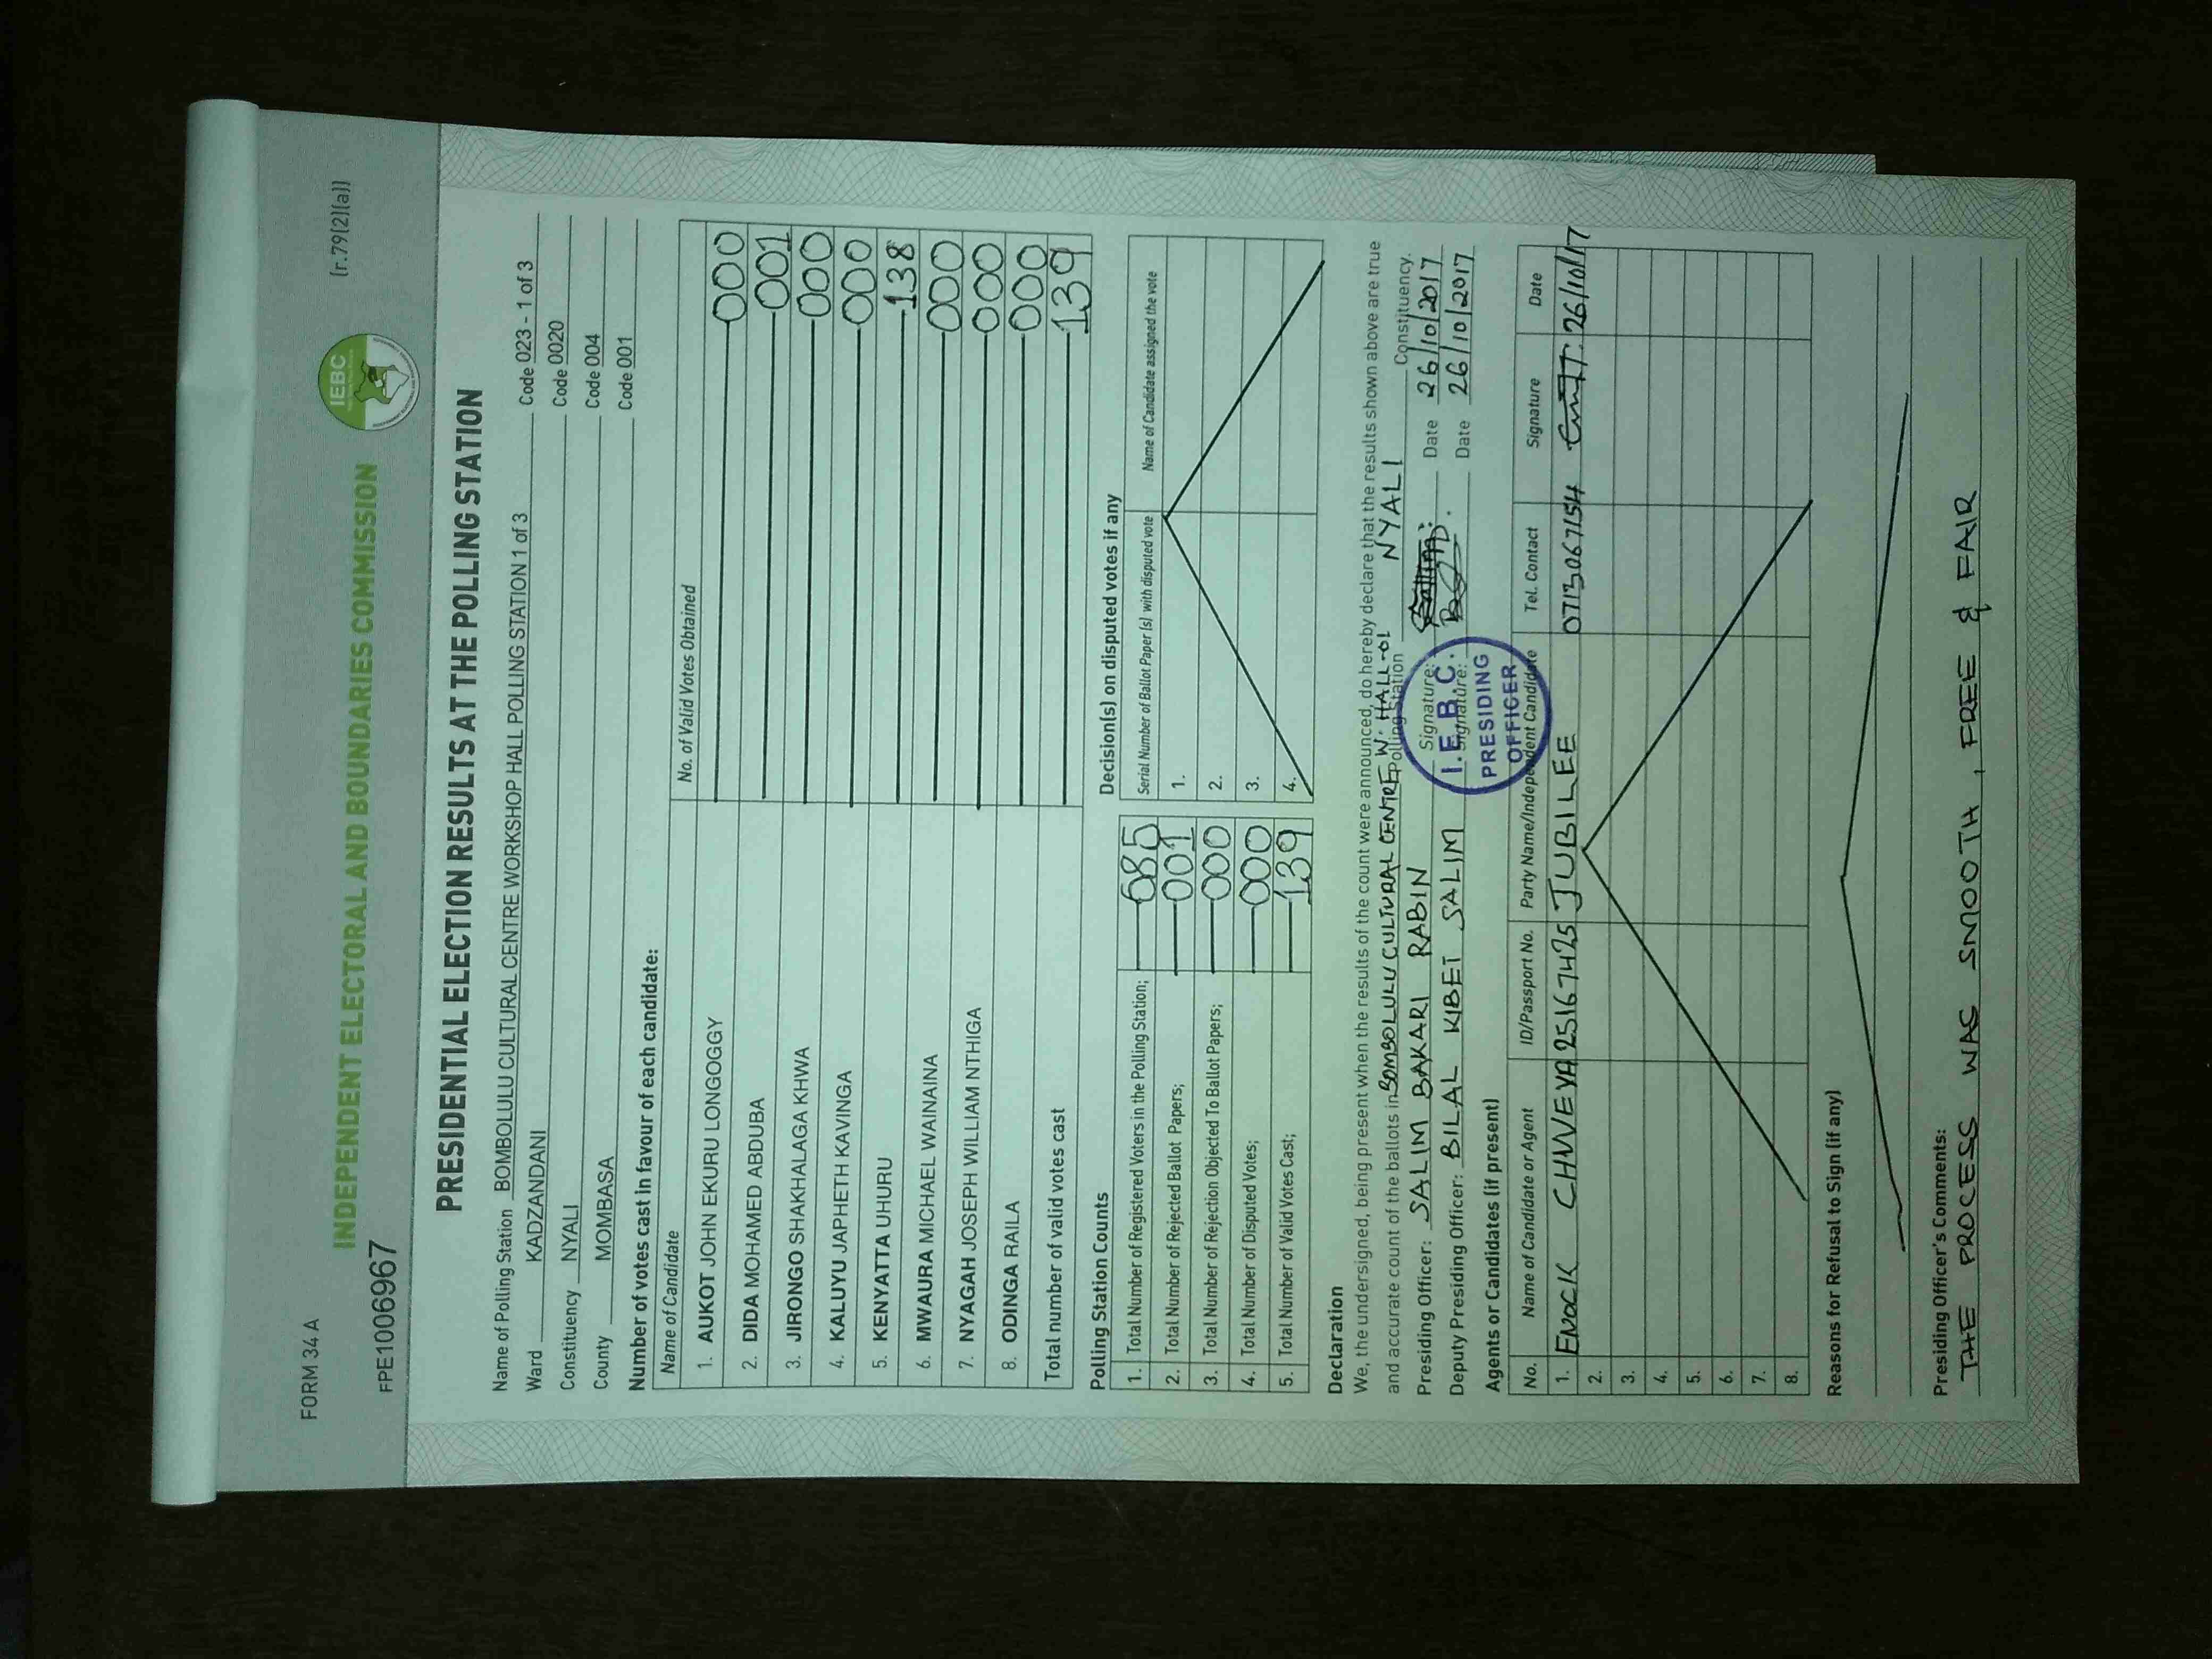 FORM 34 A
(r.79(2)(a))
IEBC
INDEPENDENT ELECTORAL AND BOUNDARIES COMMISSION
FPE1006967
PRESIDENTIAL ELECTION RESULTS AT THE POLLING STATION
Name of Polling Station BOMBOLULU CULTURAL CENTRE WORKSHOP HALL POLLING STATION 1 of 3 Code 023 - 1 of 3
Ward KADZANDANI Code 0020
Constituency NYALI Code 004
County MOMBASA Code 001
Number of votes cast in favour of each candidate:
Name of Candidate No. of Valid Votes Obtained
1. AUKOT JOHN EKURU LONGOGGY 000
2. DIDA MOHAMED ABDUBA 001
3. JIRONGO SHAKHALAGA KHWA 000
4. KALUYU JAPHETH KAVINGA 000
5. KENYATTA UHURU 138
6. MWAURA MICHAEL WAINAINA 000
7. NYAGAH JOSEPH WILLIAM NTHIGA 000
8. ODINGA RAILA 000
Total number of valid votes cast 139
Polling Station Counts
1. Total Number of Registered Voters in the Polling Station; 685
2. Total Number of Rejected Ballot Papers; 001
3. Total Number of Rejection Objected To Ballot Papers; 000
4. Total Number of Disputed Votes; 000
5. Total Number of Valid Votes Cast; 139
Decision(s) on disputed votes if any
Serial Number of Ballot Paper (s) with disputed vote Name of Candidate assigned the vote
1.
2.
3.
4.
Declaration
We, the undersigned, being present when the results of the count were announced, do hereby declare that the results shown above are true
and accurate count of the ballots in BOMBOLULU CULTURAL CENTRE W. HALL-01 Polling Station NYALI Constituency.
Presiding Officer: SALIM BAKARI RABIN Signature: Date 26/10/2017
Deputy Presiding Officer: BILAL KIBET SALIM Signature: Date 26/10/2017
I.E.B.C.
PRESIDING
OFFICER
Agents or Candidates (if present)
No. Name of Candidate or Agent ID/Passport No. Party Name/Independent Candidate Tel. Contact Signature Date
1. ENOCK CHWEYA 25167425 JUBILEE 0713067154 26/10/17
2.
3.
4.
5.
6.
7.
8.
Reasons for Refusal to Sign (if any)
Presiding Officer's Comments:
THE PROCESS WAS SMOOTH, FREE & FAIR